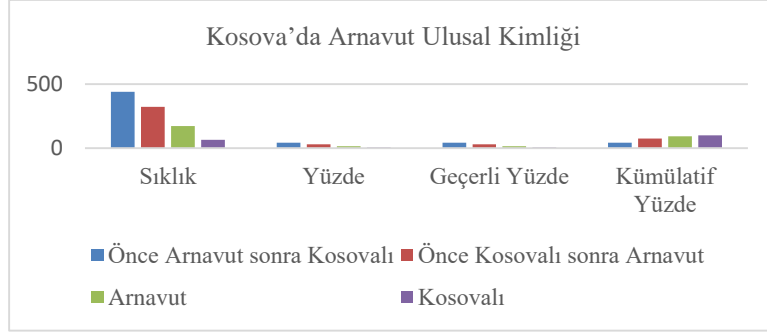 Kosova’da Arnavut Ulusal Kimliği
500
0
Sıklık
Yüzde
Geçerli Yüzde
Kümülatif
Yüzde
Önce Arnavut sonra Kosovalı
Önce Kosovalı sonra Arnavut
Arnavut
Kosovalı